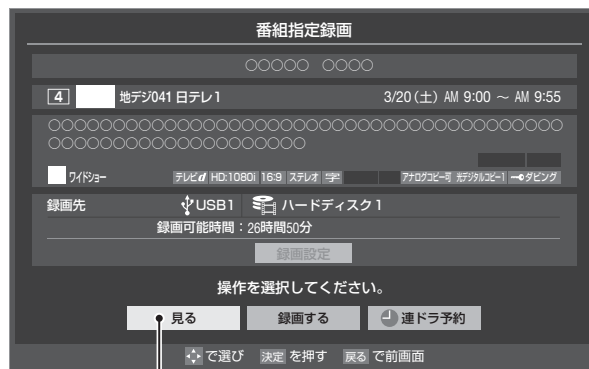 番組指定録画
○○○○○ ○○○○
4 地デジ041 日テレ1 3/20(土) AM 9:00 ～ AM 9:55
○○○○○○○○○○○○○○○○○○○○○○○○○○○○○○○○○○○○○○○
○○○○○○○○○○○○○○○○○○○○
ワイドショー テレビd HD:1080i 16:9 ステレオ 字 アナログコピー可 光デジタルコピー1 ダビング
録画先 USB1 ハードディスク1
録画可能時間：26時間50分
録画設定
操作を選択してください。
見る 録画する 連ドラ予約
で選び 決定 を押す 戻る で前画面